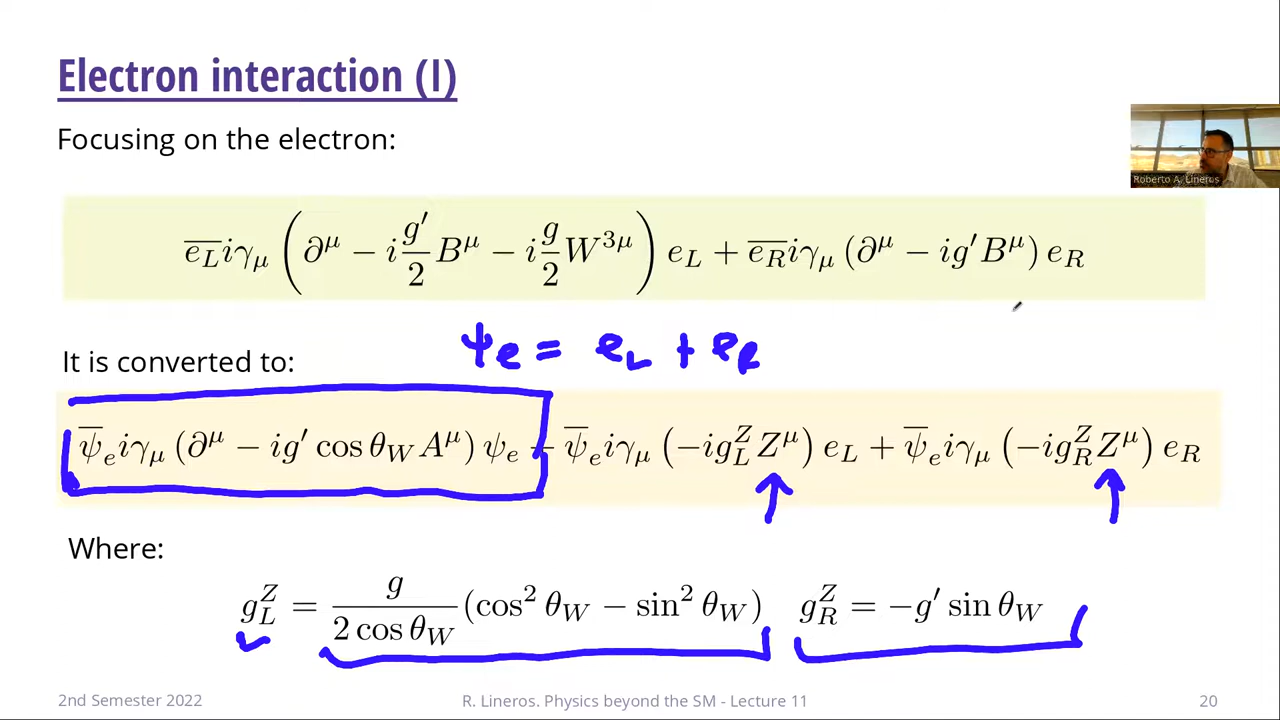 Electron interaction (I)
Focusing on the electron:
Roberto A. Lineros
$\overline{e_L} i\gamma_\mu \left(\partial^\mu - i\frac{g'}{2}B^\mu - i\frac{g}{2}W^{3\mu}\right) e_L + \overline{e_R} i\gamma_\mu \left(\partial^\mu - ig'B^\mu\right) e_R$
ψ_e = e_L + e_R
It is converted to:
$\overline{\psi}_e i\gamma_\mu \left(\partial^\mu - ig'\cos\theta_W A^\mu\right)\psi_e + \overline{\psi}_e i\gamma_\mu \left(-ig_L^Z Z^\mu\right) e_L + \overline{\psi}_e i\gamma_\mu \left(-ig_R^Z Z^\mu\right) e_R$
Where:
$g_L^Z = \frac{g}{2\cos\theta_W}(\cos^2\theta_W - \sin^2\theta_W) \quad g_R^Z = -g'\sin\theta_W$
2nd Semester 2022 R. Lineros. Physics beyond the SM - Lecture 11 20